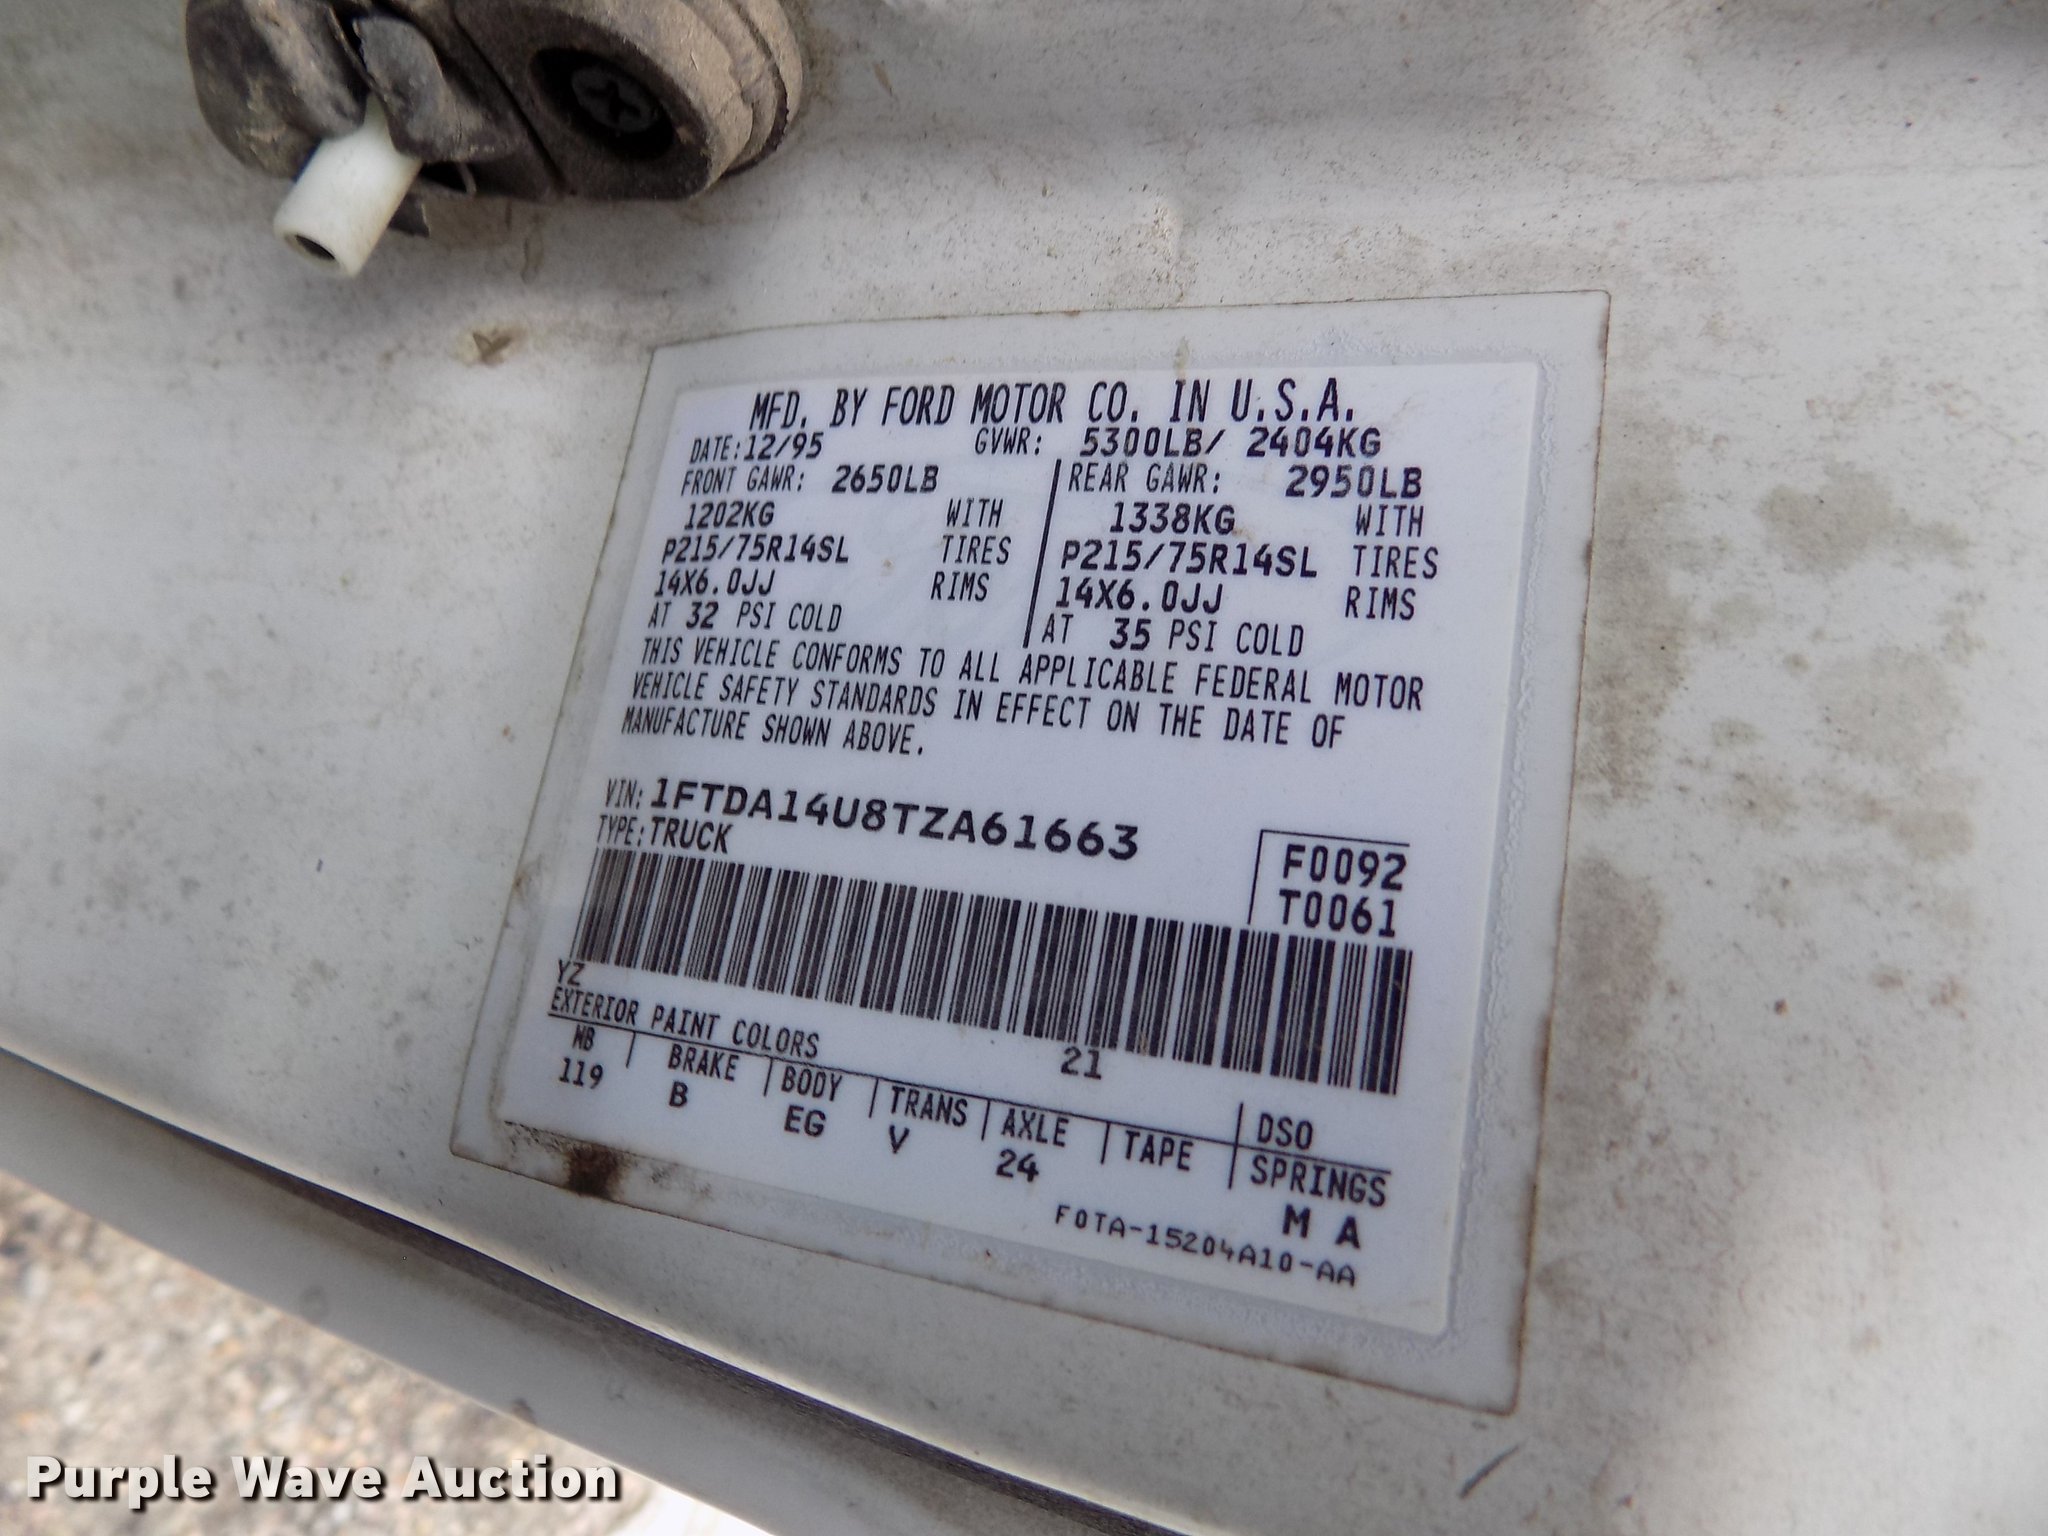 MFD. BY FORD MOTOR CO. IN U.S.A.
DATE: 12/95 GVWR: 5300LB/ 2404KG
FRONT GAWR: 2650LB REAR GAWR: 2950LB
1202KG WITH 1338KG WITH
P215/75R14SL TIRES P215/75R14SL TIRES
14X6.0JJ RIMS 14X6.0JJ RIMS
AT 32 PSI COLD AT 35 PSI COLD
THIS VEHICLE CONFORMS TO ALL APPLICABLE FEDERAL MOTOR
VEHICLE SAFETY STANDARDS IN EFFECT ON THE DATE OF
MANUFACTURE SHOWN ABOVE.
VIN: 1FTDA14U8TZA61663
TYPE: TRUCK
F0092
T0061
YZ
EXTERIOR PAINT COLORS 21 DSO
WB BRAKE BODY TRANS AXLE TAPE SPRINGS
119 B EG V 24 M A
F0TA-15204A10-AA
Purple Wave Auction